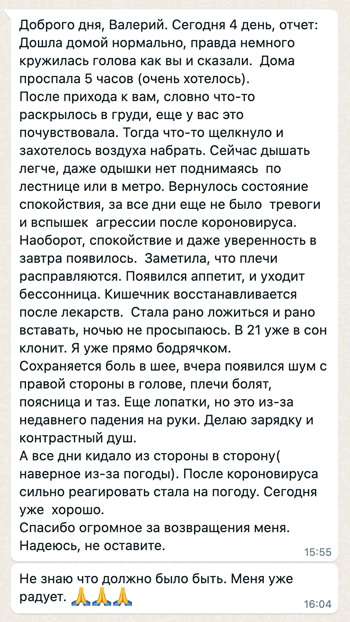 Доброго дня, Валерий. Сегодня 4 день, отчет:
Дошла домой нормально, правда немного
кружилась голова как вы и сказали.  Дома
проспала 5 часов (очень хотелось).
После прихода к вам, словно что-то
раскрылось в груди, еще у вас это
почувствовала. Тогда что-то щелкнуло и
захотелось воздуха набрать. Сейчас дышать
легче, даже одышки нет поднимаясь  по
лестнице или в метро. Вернулось состояние
спокойствия, за все дни еще не было  тревоги
и вспышек  агрессии после короновируса.
Наоборот, спокойствие и даже уверенность в
завтра появилось.  Заметила, что плечи
расправляются. Появился аппетит, и уходит
бессонница. Кишечник восстанавливается
после лекарств.  Стала рано ложиться и рано
вставать, ночью не просыпаюсь. В 21 уже в сон
клонит. Я уже прямо бодрячком.
Сохраняется боль в шее, вчера появился шум с
правой стороны в голове, плечи болят,
поясница и таз. Еще лопатки, но это из-за
недавнего падения на руки. Делаю зарядку и
контрастный душ.
А все дни кидало из стороны в сторону(
наверное из-за погоды). После короновируса
сильно реагировать стала на погоду. Сегодня
уже  хорошо.
Спасибо огромное за возвращения меня.
Надеюсь, не оставите.
15:55
Не знаю что должно было быть. Меня уже
радует. 🙏🙏🙏
16:04